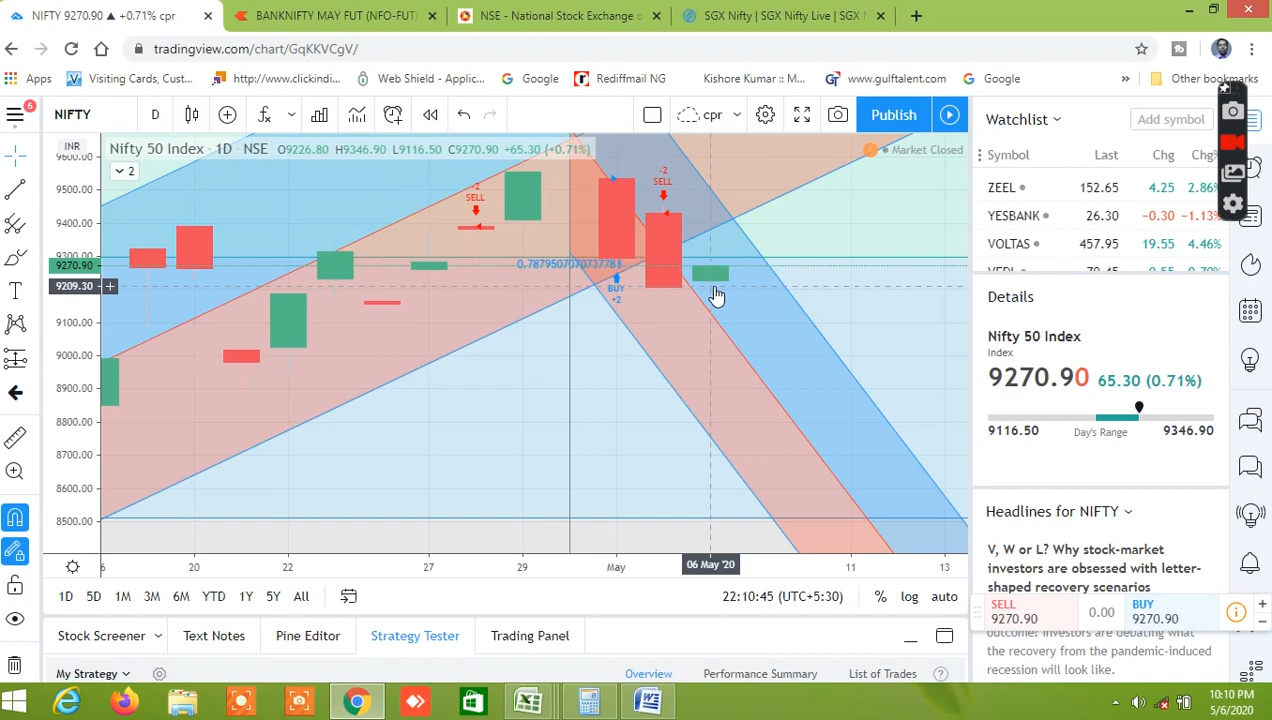 NIFTY 9270.90 ▲ +0.71% cpr
BANKNIFTY MAY FUT (NFO-FUT)
NSE - National Stock Exchange o
SGX Nifty | SGX Nifty Live | SGX
tradingview.com/chart/GqKKVCgV/
Apps
Visiting Cards, Cust...
http://www.clickindi...
Web Shield - Applic...
Google
Rediffmail NG
Kishore Kumar :: M...
www.gulftalent.com
Google
»
Other bookmarks
6
NIFTY
D
cpr
Publish
INR
Nifty 50 Index · 1D · NSE
O9226.80 H9346.90 L9116.50 C9270.90 +65.30 (+0.71%)
Market Closed
2
9600.00
9500.00
9400.00
9300.00
9270.90
9209.30
9100.00
9000.00
8900.00
8800.00
8700.00
8600.00
8500.00
-2
SELL
-2
SELL
0.7879507070737788
BUY
+2
20
22
27
29
May
06 May '20
11
13
1D 5D 1M 3M 6M YTD 1Y 5Y All
22:10:45 (UTC+5:30)
% log auto
Stock Screener
Text Notes
Pine Editor
Strategy Tester
Trading Panel
My Strategy
Overview
Performance Summary
List of Trades
Watchlist
Add symbol
Symbol Last Chg Chg%
ZEEL 152.65 4.25 2.86%
YESBANK 26.30 −0.30 −1.13%
VOLTAS 457.95 19.55 4.46%
Details
Nifty 50 Index
Index
9270.90 65.30 (0.71%)
9116.50 Day's Range 9346.90
Headlines for NIFTY
V, W or L? Why stock-market
investors are obsessed with letter-
shaped recovery scenarios
SELL
9270.90
0.00
BUY
9270.90
outcome? Investors are debating what
the recovery from the pandemic-induced
recession will look like.
10:10 PM
5/6/2020